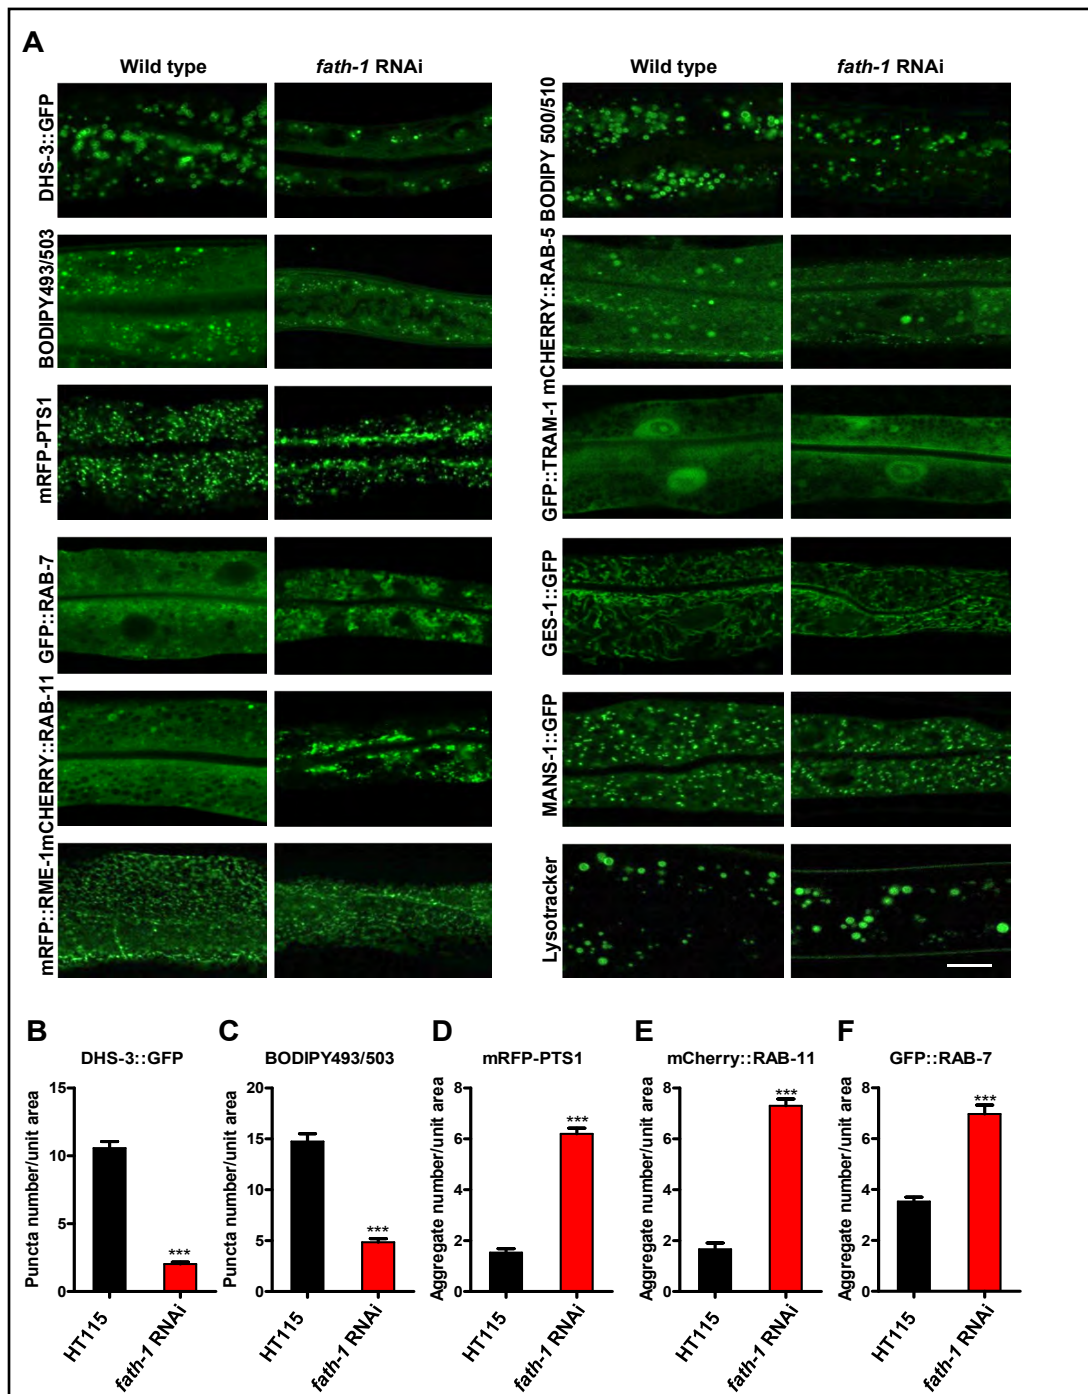 A
Wild type
fath-1 RNAi
Wild type
fath-1 RNAi
DHS-3::GFP
BODIPY 500/510
BODIPY493/503
mCHERRY::RAB-5
mRFP-PTS1
GFP::TRAM-1
GFP::RAB-7
GES-1::GFP
mCHERRY::RAB-11
MANS-1::GFP
mRFP::RME-1
Lysotracker
B
DHS-3::GFP
Puncta number/unit area
15
10
5
0
***
HT115
fath-1 RNAi
C
BODIPY493/503
Puncta number/unit area
20
15
10
5
0
***
HT115
fath-1 RNAi
D
mRFP-PTS1
Aggregate number/unit area
8
6
4
2
0
***
HT115
fath-1 RNAi
E
mCherry::RAB-11
Aggregate number/unit area
8
6
4
2
0
***
HT115
fath-1 RNAi
F
GFP::RAB-7
Aggregate number/unit area
8
6
4
2
0
***
HT115
fath-1 RNAi